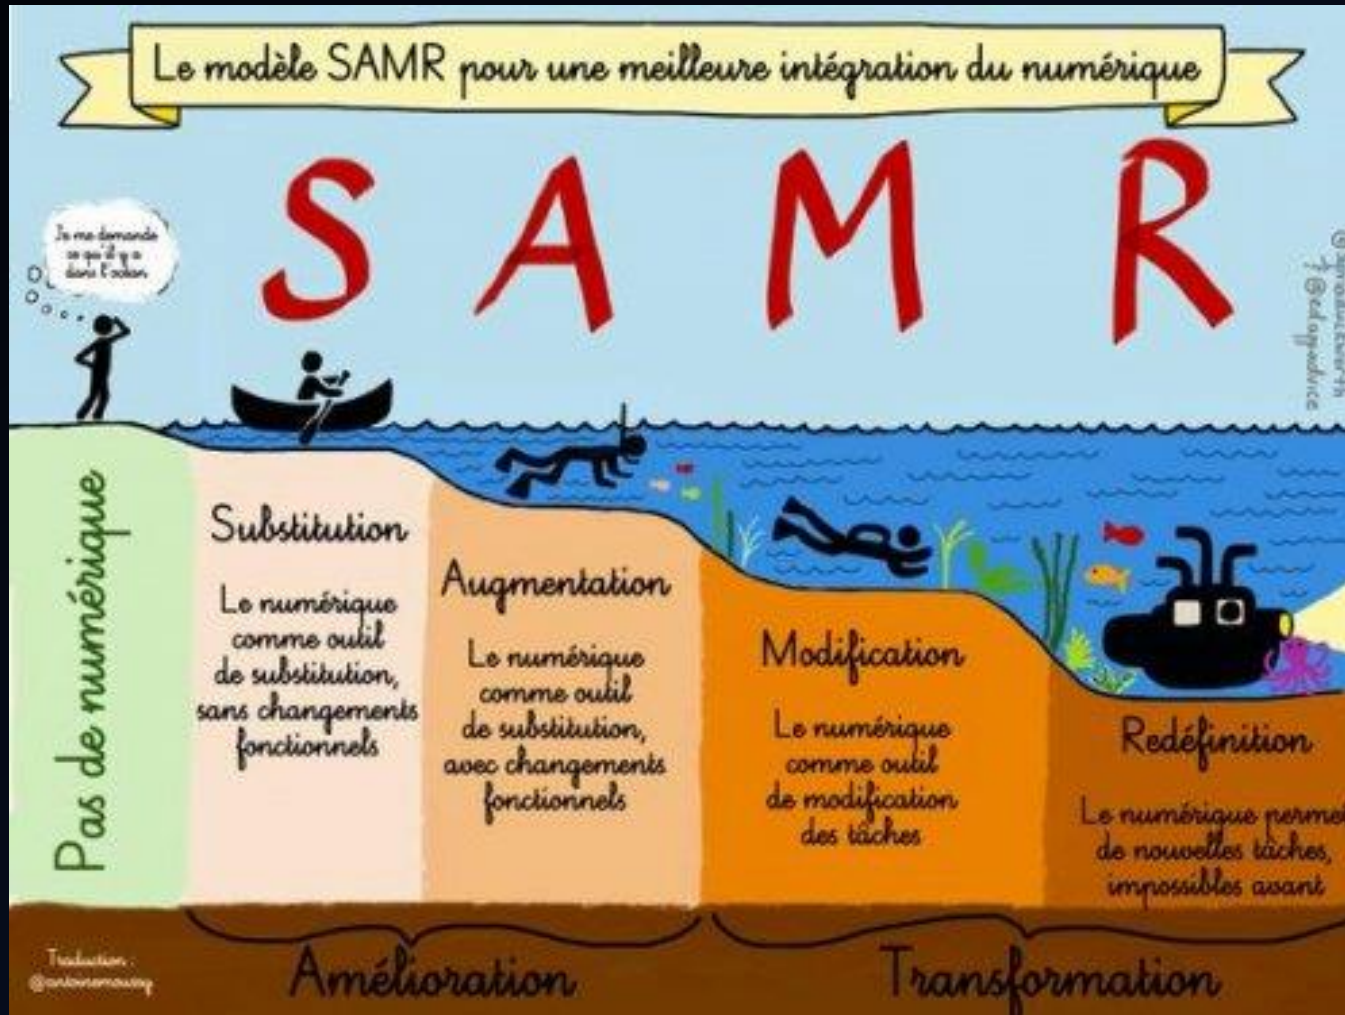 Le modèle SAMR pour une meilleure intégration du numérique
S A M R
Je me demande
ce qu'il y a
dans l'océan
Pas de numérique
Substitution
Le numérique
comme outil
de substitution,
sans changements
fonctionnels
Augmentation
Le numérique
comme outil
de substitution,
avec changements
fonctionnels
Modification
Le numérique
comme outil
de modification
des tâches
Redéfinition
Le numérique permet
de nouvelles tâches,
impossibles avant
Amélioration
Transformation
Traduction :